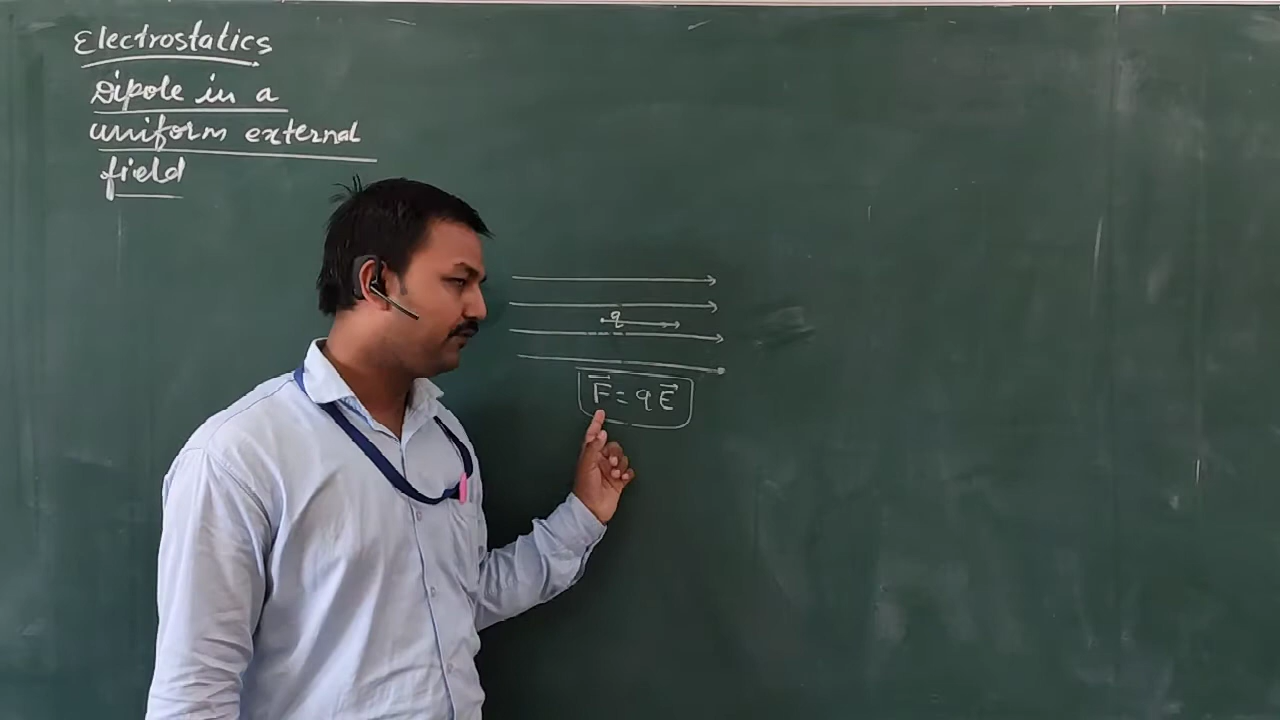 Electrostatics
Dipole in a
uniform external
field
q
F⃗ = qE⃗